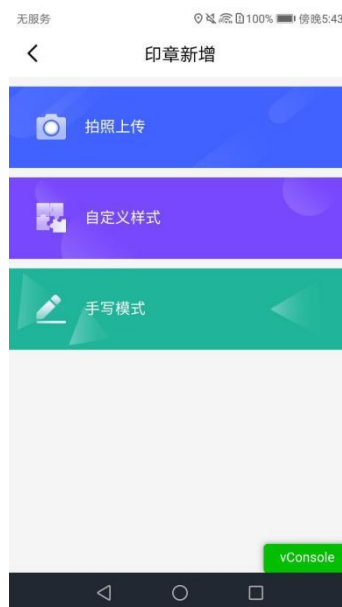 无服务
100% 傍晚5:43
印章新增
拍照上传
自定义样式
手写模式
vConsole